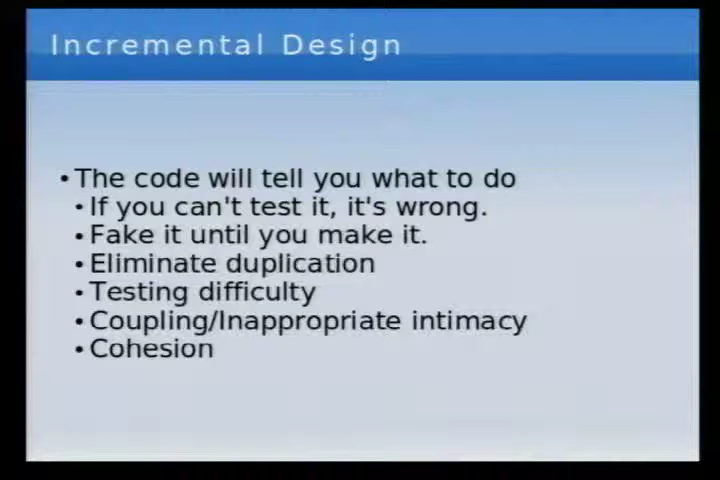 Incremental Design
• The code will tell you what to do
• If you can't test it, it's wrong.
• Fake it until you make it.
• Eliminate duplication
• Testing difficulty
• Coupling/Inappropriate intimacy
• Cohesion